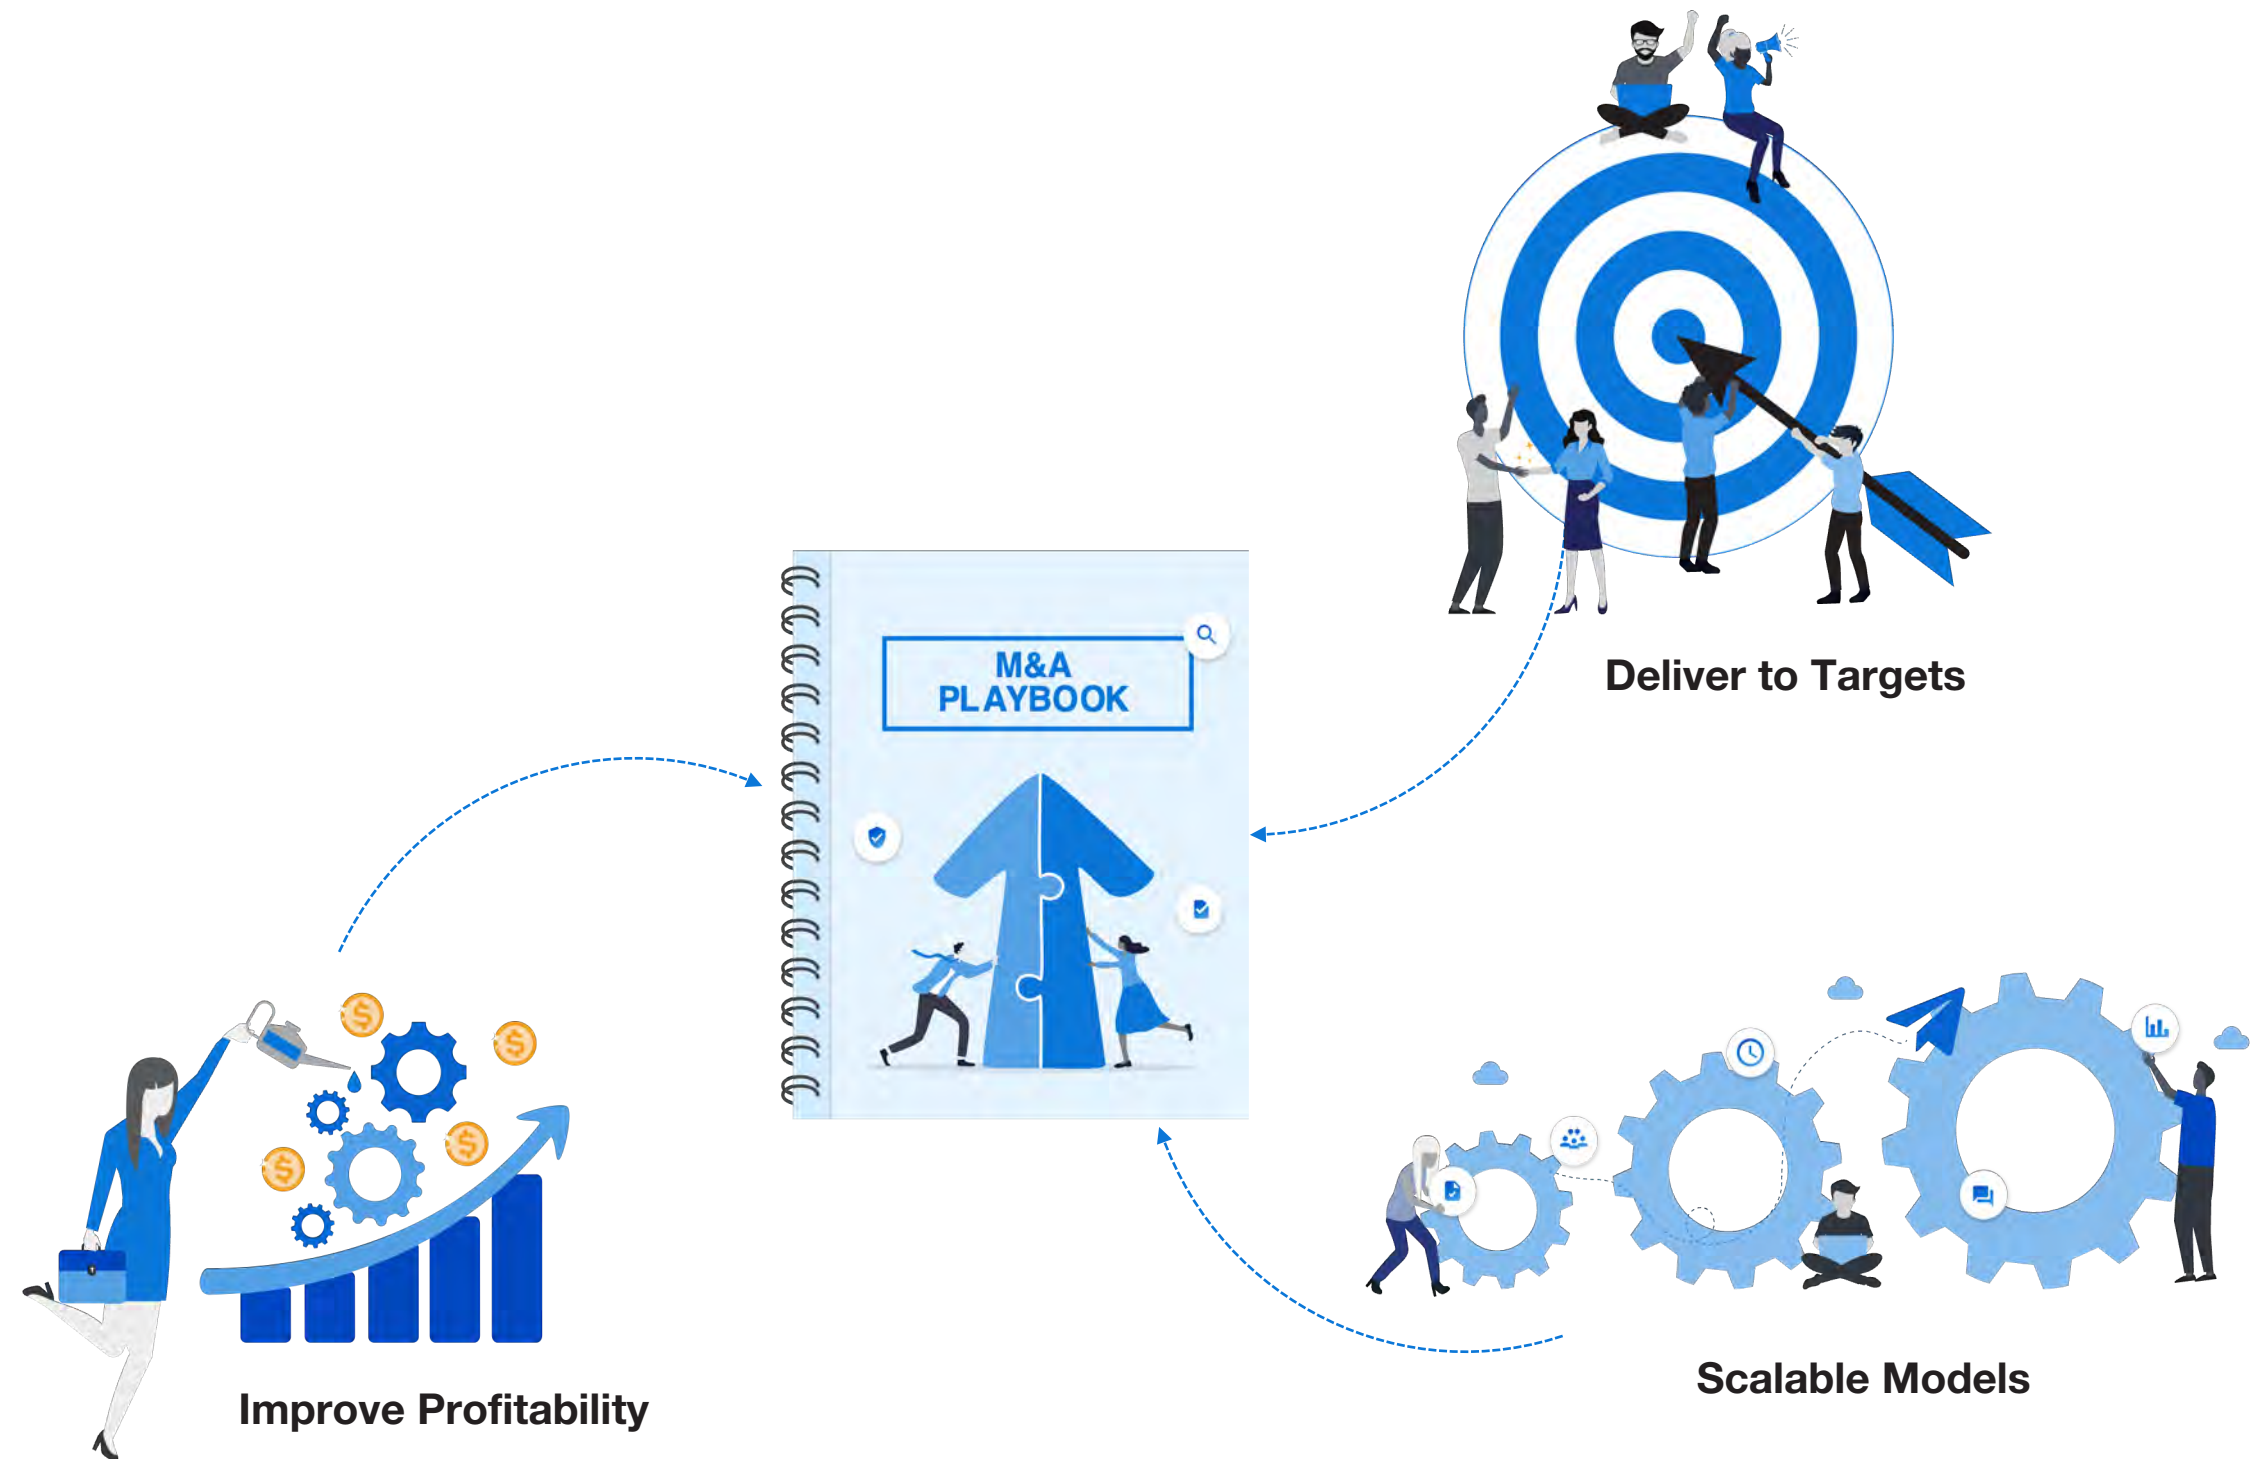 Deliver to Targets
M&A
PLAYBOOK
Scalable Models
Improve Profitability
$
$
$
$